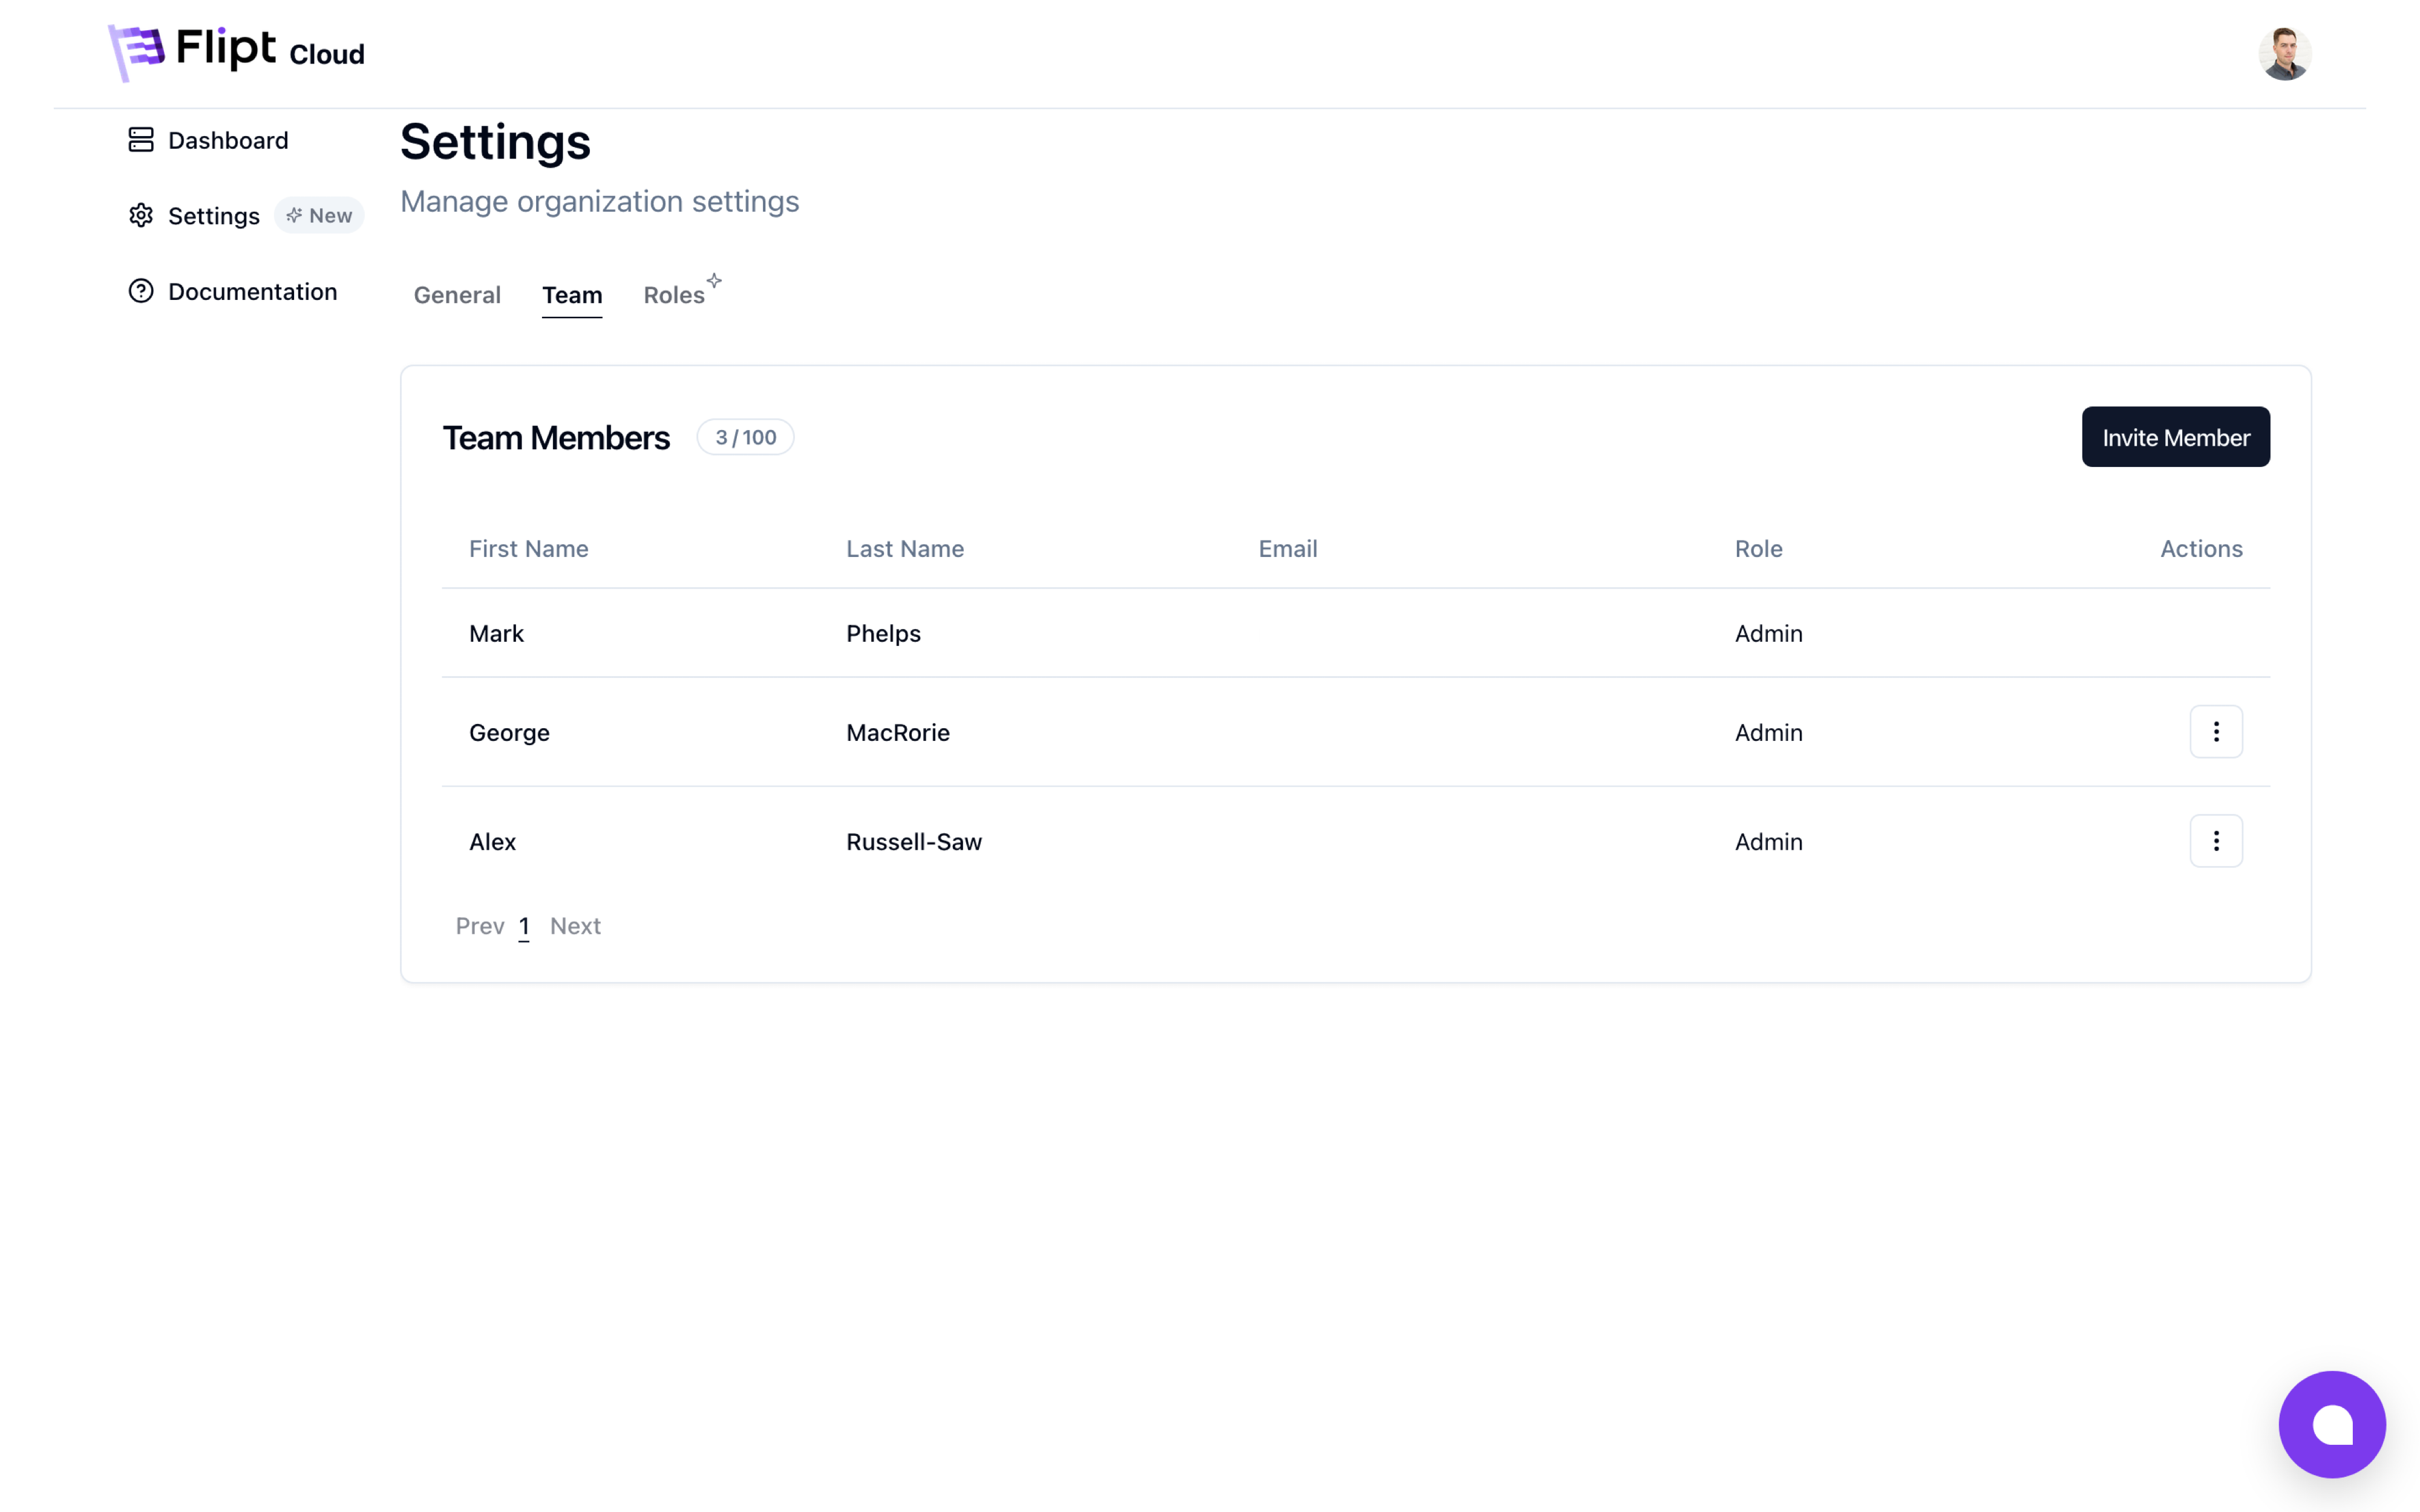 Flipt Cloud
Dashboard
Settings New
Documentation
Settings
Manage organization settings
General Team Roles
Team Members 3 / 100 Invite Member
First Name Last Name Email Role Actions
Mark Phelps Admin
George MacRorie Admin
Alex Russell-Saw Admin
Prev 1 Next